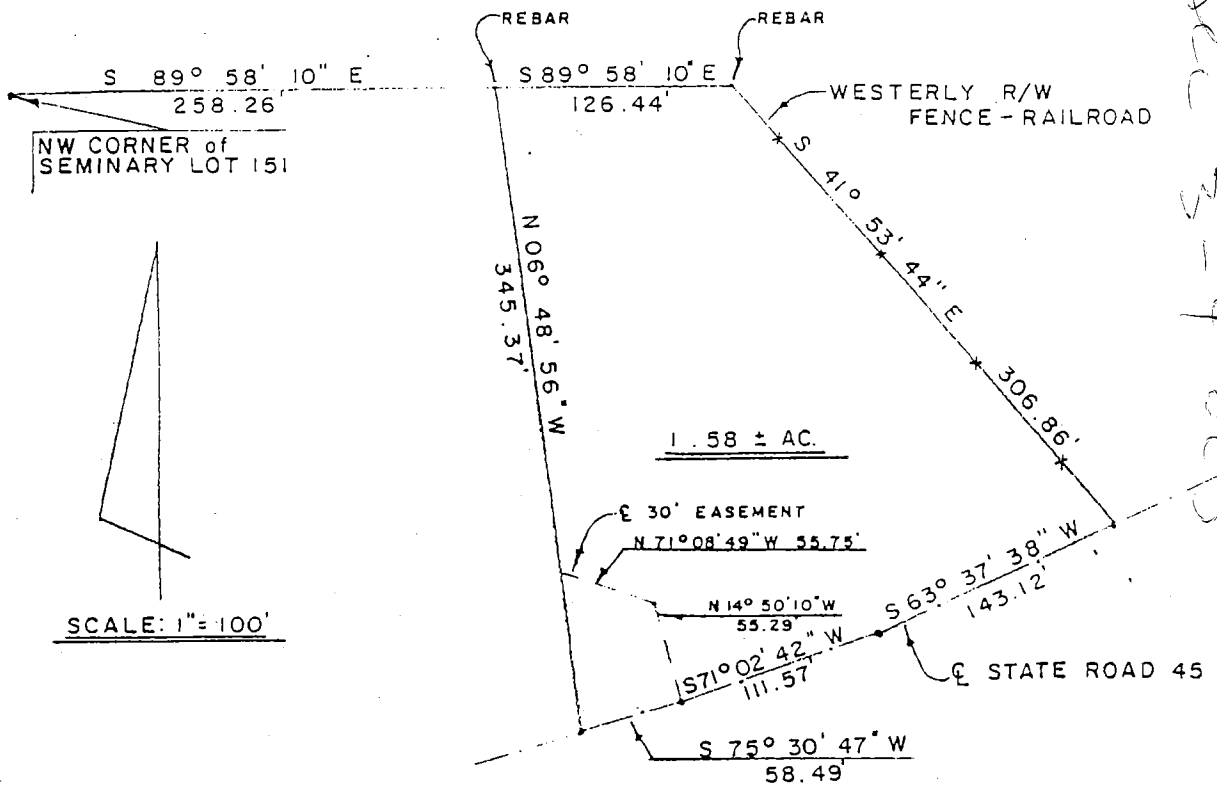 REBAR
REBAR
S 89° 58' 10" E
258.26'
S 89° 58' 10" E
126.44'
WESTERLY R/W
FENCE - RAILROAD
NW CORNER of
SEMINARY LOT 151
S 41° 53' 44" E
306.86'
N 06° 48' 56" W
345.37'
1.58 ± AC.
℄ 30' EASEMENT
N 71° 08' 49" W 55.75'
N 14° 50' 10" W
55.29'
S 63° 37' 38" W
143.12'
SCALE: 1" = 100'
S 71° 02' 42" W
111.57'
℄ STATE ROAD 45
S 75° 30' 47" W
58.49'